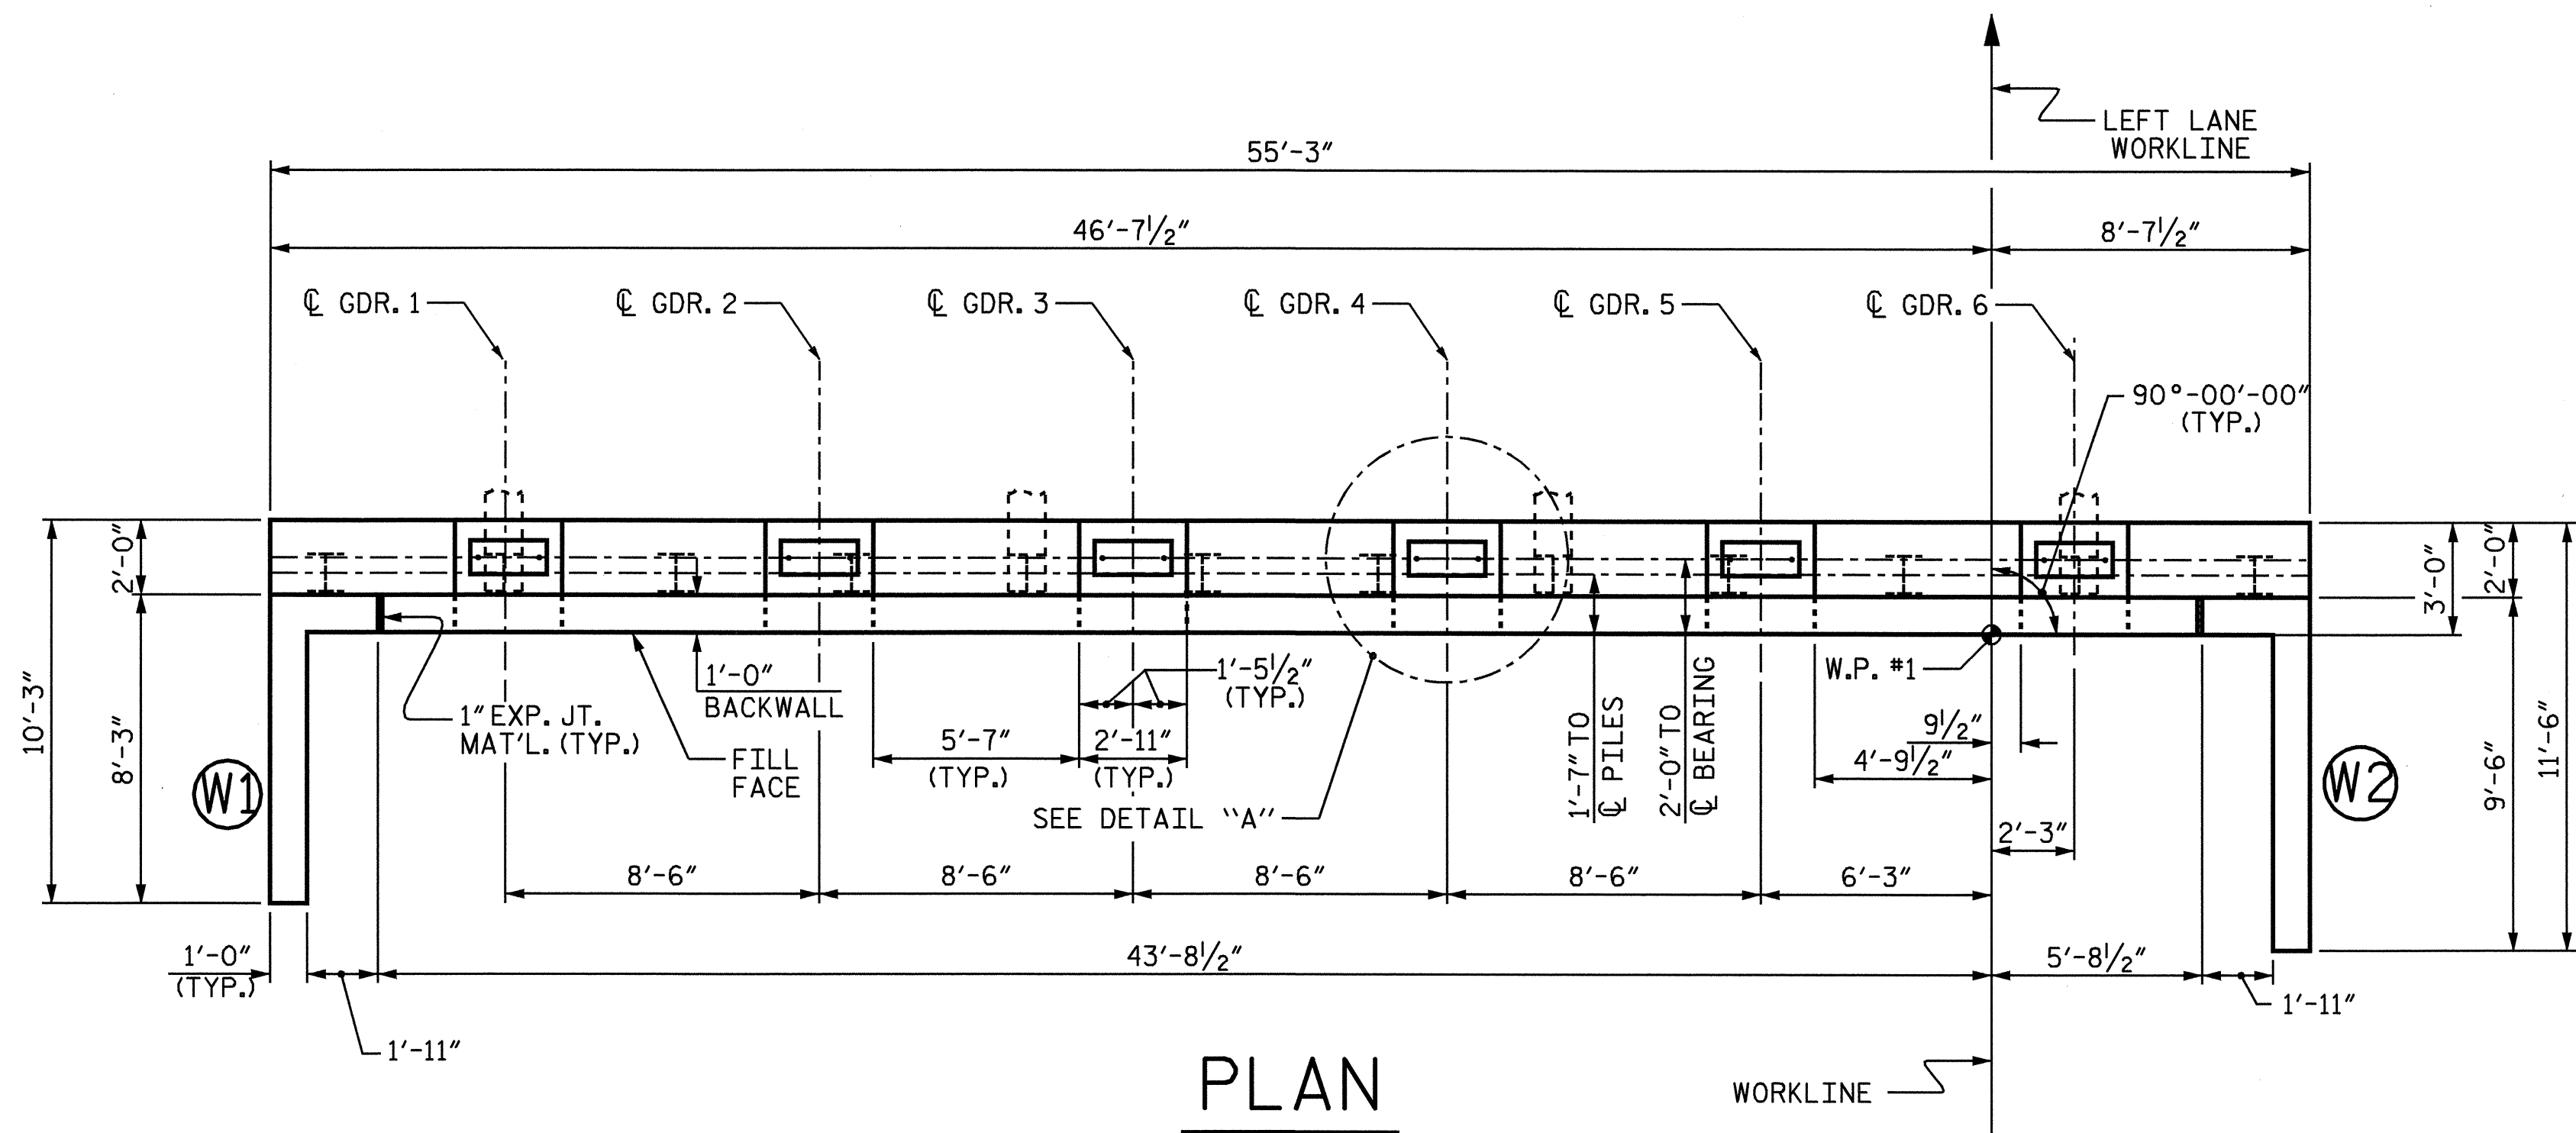 LEFT LANE
WORKLINE
55'-3"
46'-7½"
8'-7½"
℄ GDR. 1
℄ GDR. 2
℄ GDR. 3
℄ GDR. 4
℄ GDR. 5
℄ GDR. 6
90°-00'-00"
(TYP.)
2'-0"
10'-3"
8'-3"
W1
1" EXP. JT.
MAT'L. (TYP.)
FILL
FACE
1'-0"
BACKWALL
5'-7"
(TYP.)
2'-11"
(TYP.)
1'-5½"
(TYP.)
SEE DETAIL "A"
1'-7" TO
℄ PILES
2'-0" TO
℄ BEARING
W.P. #1
9½"
4'-9½"
2'-3"
3'-0"
2'-0"
9'-6"
11'-6"
W2
8'-6"
8'-6"
8'-6"
8'-6"
6'-3"
1'-0"
(TYP.)
43'-8½"
5'-8½"
1'-11"
1'-11"
WORKLINE
PLAN